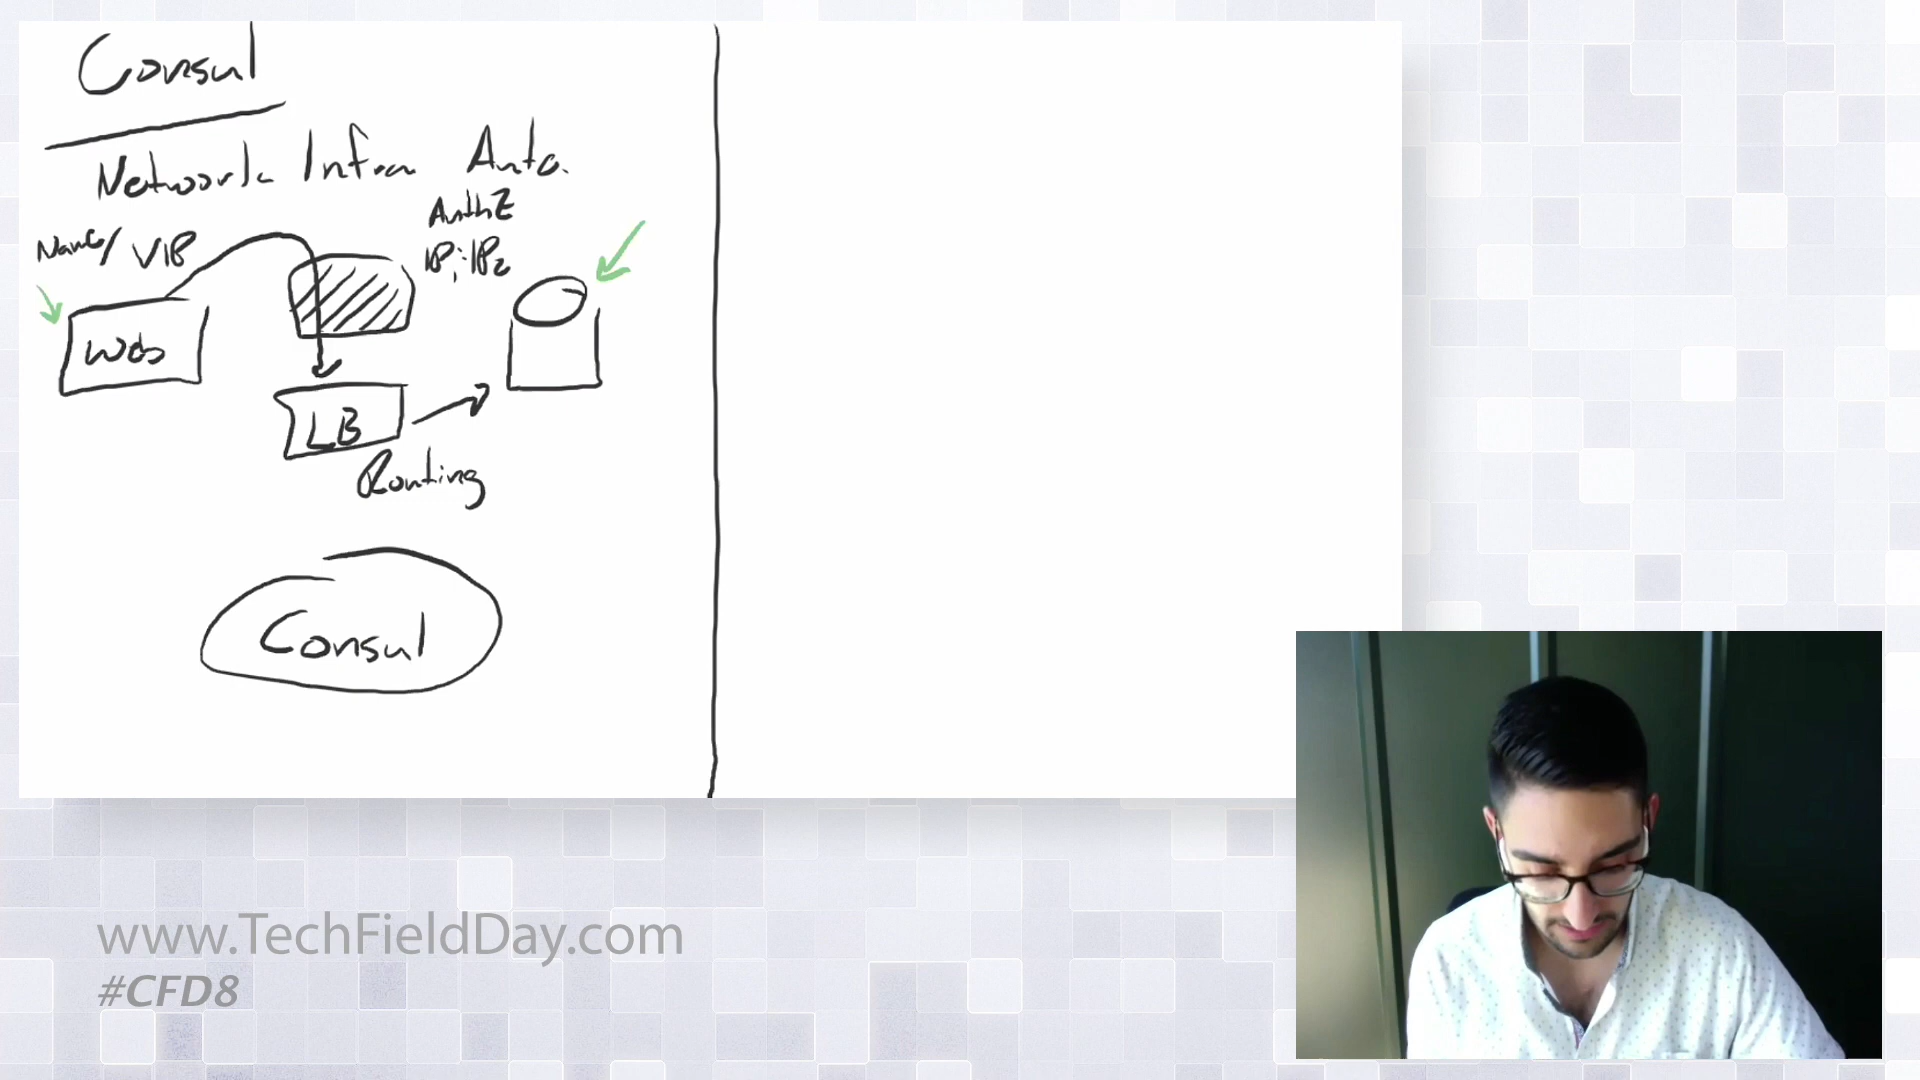 Consul
Network Infra Auto.
AuthZ
IP1:IP2
Name/ VIP
Web
LB
Routing
Consul
www.TechFieldDay.com
#CFD8